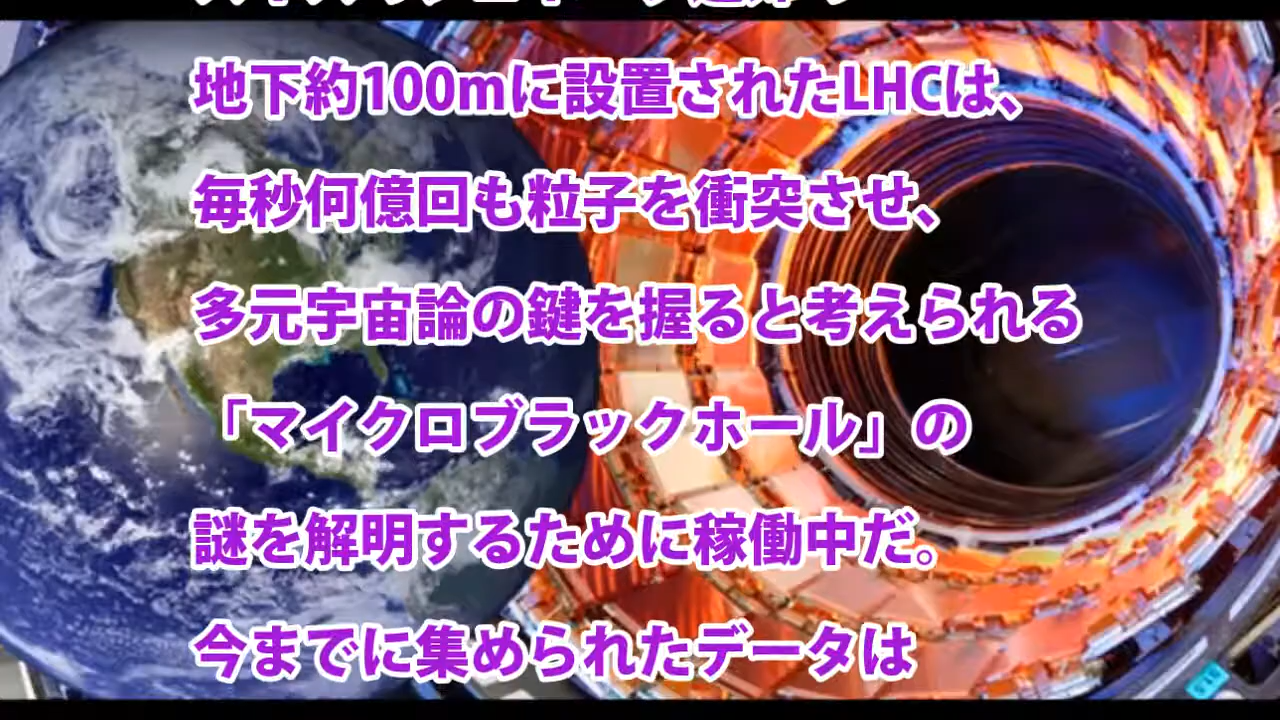 地下約100mに設置されたLHCは、
毎秒何億回も粒子を衝突させ、
多元宇宙論の鍵を握ると考えられる
「マイクロブラックホール」の
謎を解明するために稼働中だ。
今までに集められたデータは